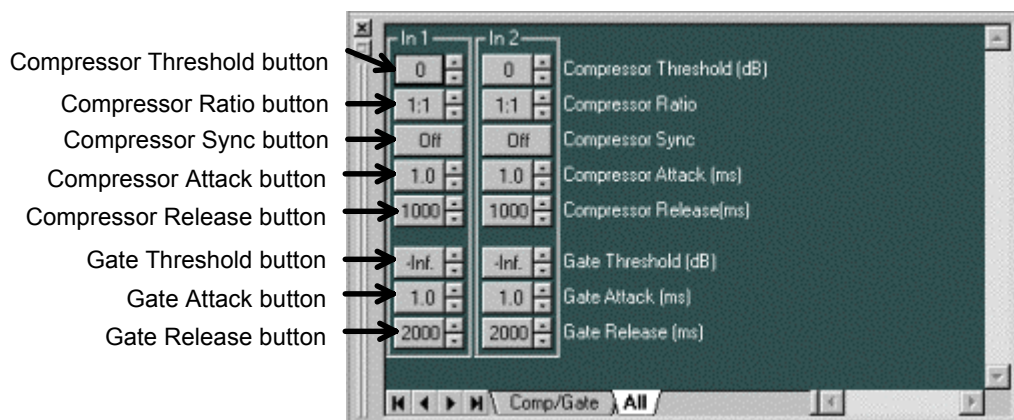 In 1 In 2
Compressor Threshold button 0 0 Compressor Threshold (dB)
Compressor Ratio button 1:1 1:1 Compressor Ratio
Compressor Sync button Off Off Compressor Sync
Compressor Attack button 1.0 1.0 Compressor Attack (ms)
Compressor Release button 1000 1000 Compressor Release(ms)
Gate Threshold button -Inf. -Inf. Gate Threshold (dB)
Gate Attack button 1.0 1.0 Gate Attack (ms)
Gate Release button 2000 2000 Gate Release (ms)
Comp/Gate All